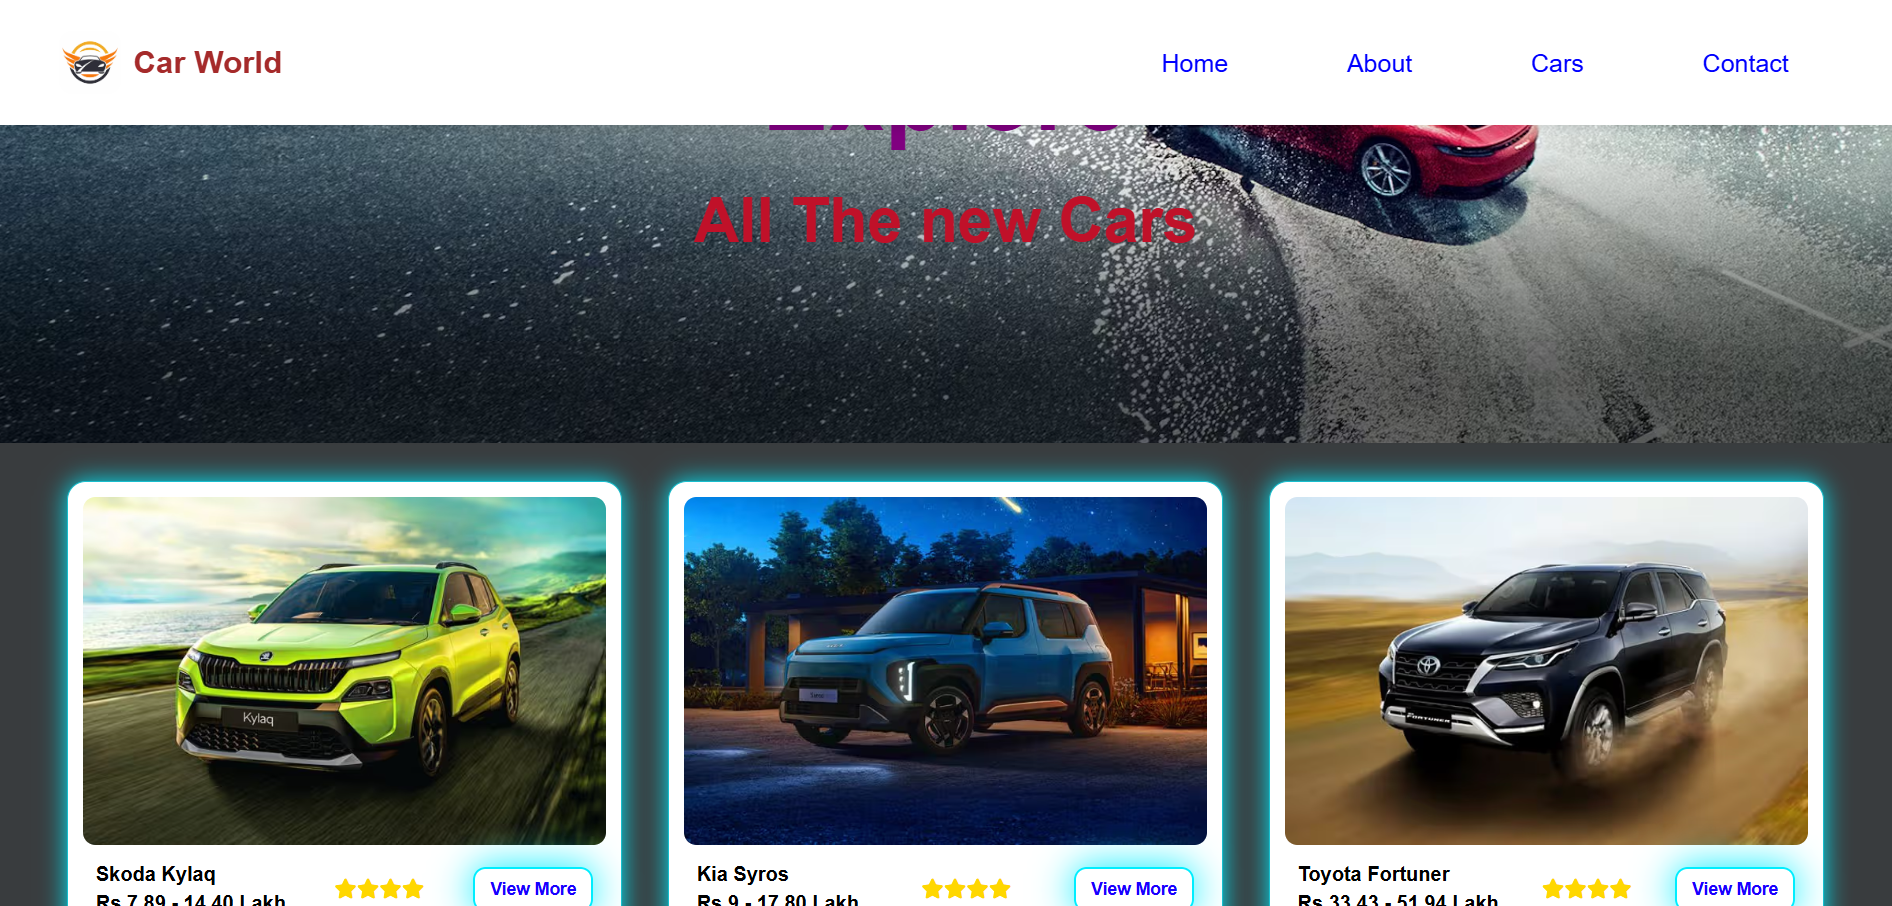 Car World
Home
About
Cars
Contact
Explore
All The new Cars
Kylaq
FORTUNER
Skoda Kylaq
Rs 7.89 - 14.40 Lakh
View More
Kia Syros
Rs 9 - 17.80 Lakh
View More
Toyota Fortuner
Rs 33.43 - 51.94 Lakh
View More